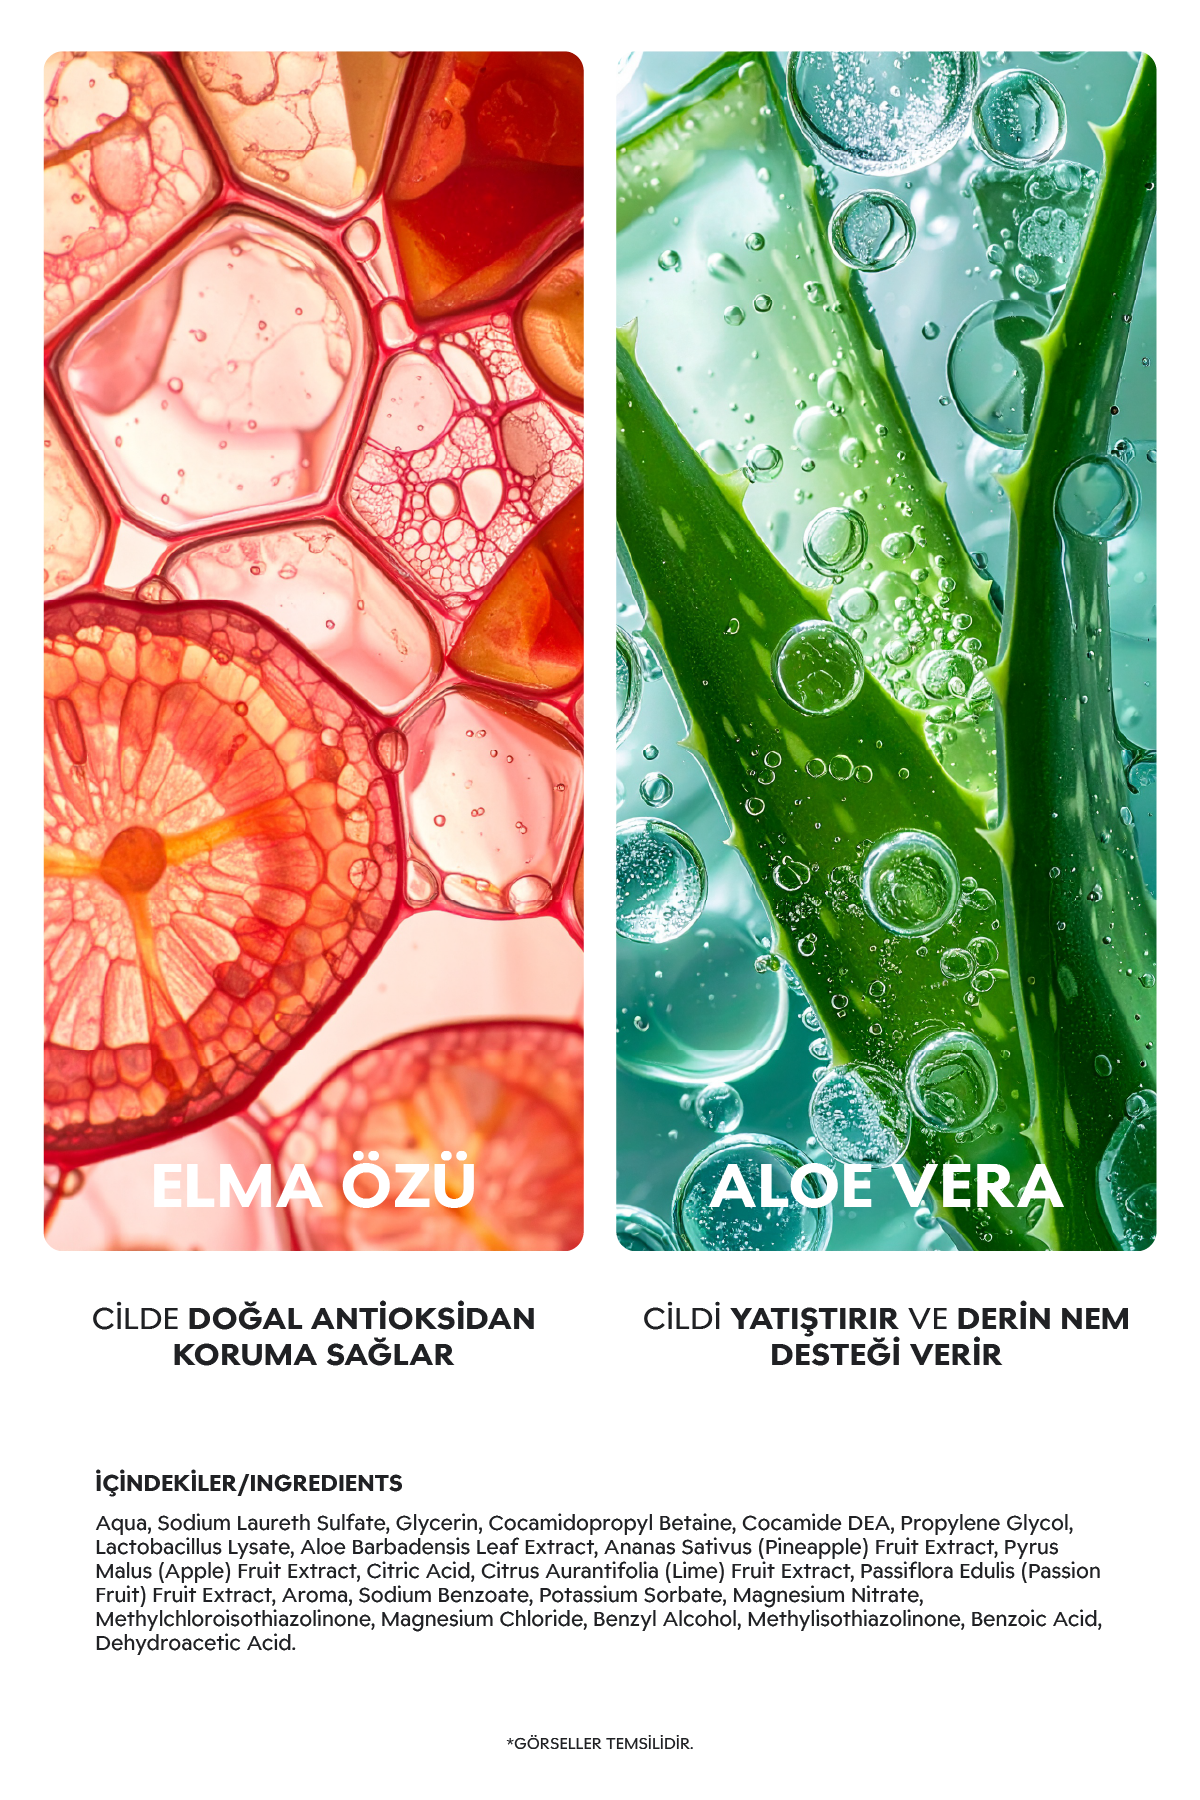 ELMA ÖZÜ
CİLDE DOĞAL ANTİOKSİDAN
KORUMA SAĞLAR
ALOE VERA
CİLDİ YATIŞTIRIR VE DERİN NEM
DESTEĞİ VERİR
İÇİNDEKİLER/INGREDIENTS
Aqua, Sodium Laureth Sulfate, Glycerin, Cocamidopropyl Betaine, Cocamide DEA, Propylene Glycol,
Lactobacillus Lysate, Aloe Barbadensis Leaf Extract, Ananas Sativus (Pineapple) Fruit Extract, Pyrus
Malus (Apple) Fruit Extract, Citric Acid, Citrus Aurantifolia (Lime) Fruit Extract, Passiflora Edulis (Passion
Fruit) Fruit Extract, Aroma, Sodium Benzoate, Potassium Sorbate, Magnesium Nitrate,
Methylchloroisothiazolinone, Magnesium Chloride, Benzyl Alcohol, Methylisothiazolinone, Benzoic Acid,
Dehydroacetic Acid.
*GÖRSELLER TEMSİLİDİR.